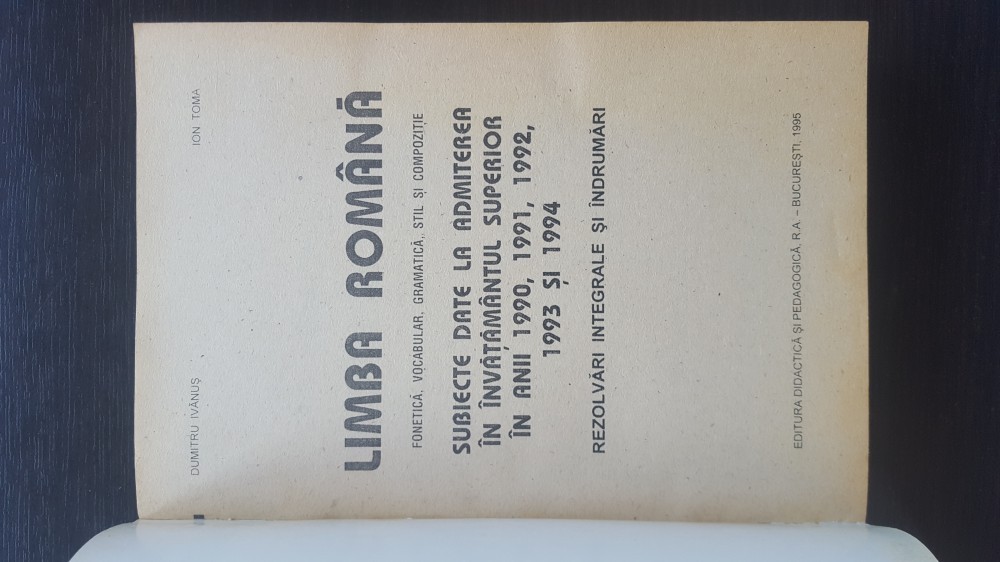 DUMITRU IVĂNUȘ ION TOMA
LIMBA ROMÂNĂ
FONETICĂ, VOCABULAR, GRAMATICĂ, STIL ȘI COMPOZIȚIE
SUBIECTE DATE LA ADMITEREA
ÎN ÎNVĂȚĂMÂNTUL SUPERIOR
ÎN ANII 1990, 1991, 1992,
1993 ȘI 1994
REZOLVĂRI INTEGRALE ȘI ÎNDRUMĂRI
EDITURA DIDACTICĂ ȘI PEDAGOGICĂ, R.A. – BUCUREȘTI, 1995